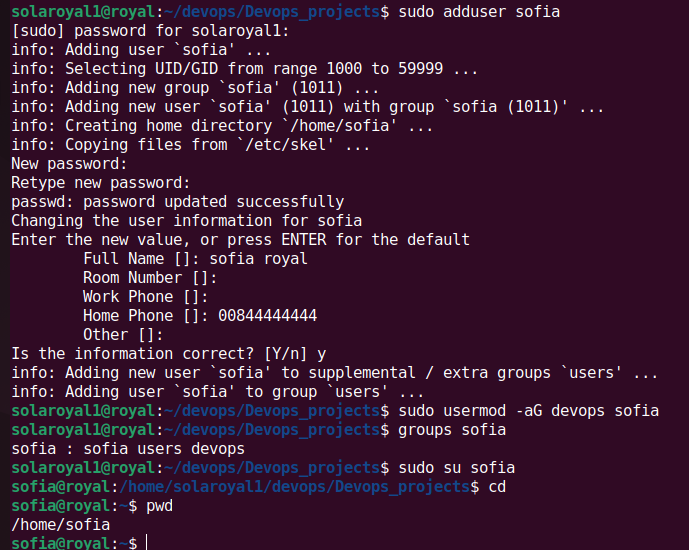 solaroyal1@royal:~/devops/Devops_projects$ sudo adduser sofia
[sudo] password for solaroyal1:
info: Adding user `sofia' ...
info: Selecting UID/GID from range 1000 to 59999 ...
info: Adding new group `sofia' (1011) ...
info: Adding new user `sofia' (1011) with group `sofia (1011)' ...
info: Creating home directory `/home/sofia' ...
info: Copying files from `/etc/skel' ...
New password:
Retype new password:
passwd: password updated successfully
Changing the user information for sofia
Enter the new value, or press ENTER for the default
        Full Name []: sofia royal
        Room Number []:
        Work Phone []:
        Home Phone []: 00844444444
        Other []:
Is the information correct? [Y/n] y
info: Adding new user `sofia' to supplemental / extra groups `users' ...
info: Adding user `sofia' to group `users' ...
solaroyal1@royal:~/devops/Devops_projects$ sudo usermod -aG devops sofia
solaroyal1@royal:~/devops/Devops_projects$ groups sofia
sofia : sofia users devops
solaroyal1@royal:~/devops/Devops_projects$ sudo su sofia
sofia@royal:/home/solaroyal1/devops/Devops_projects$ cd
sofia@royal:~$ pwd
/home/sofia
sofia@royal:~$